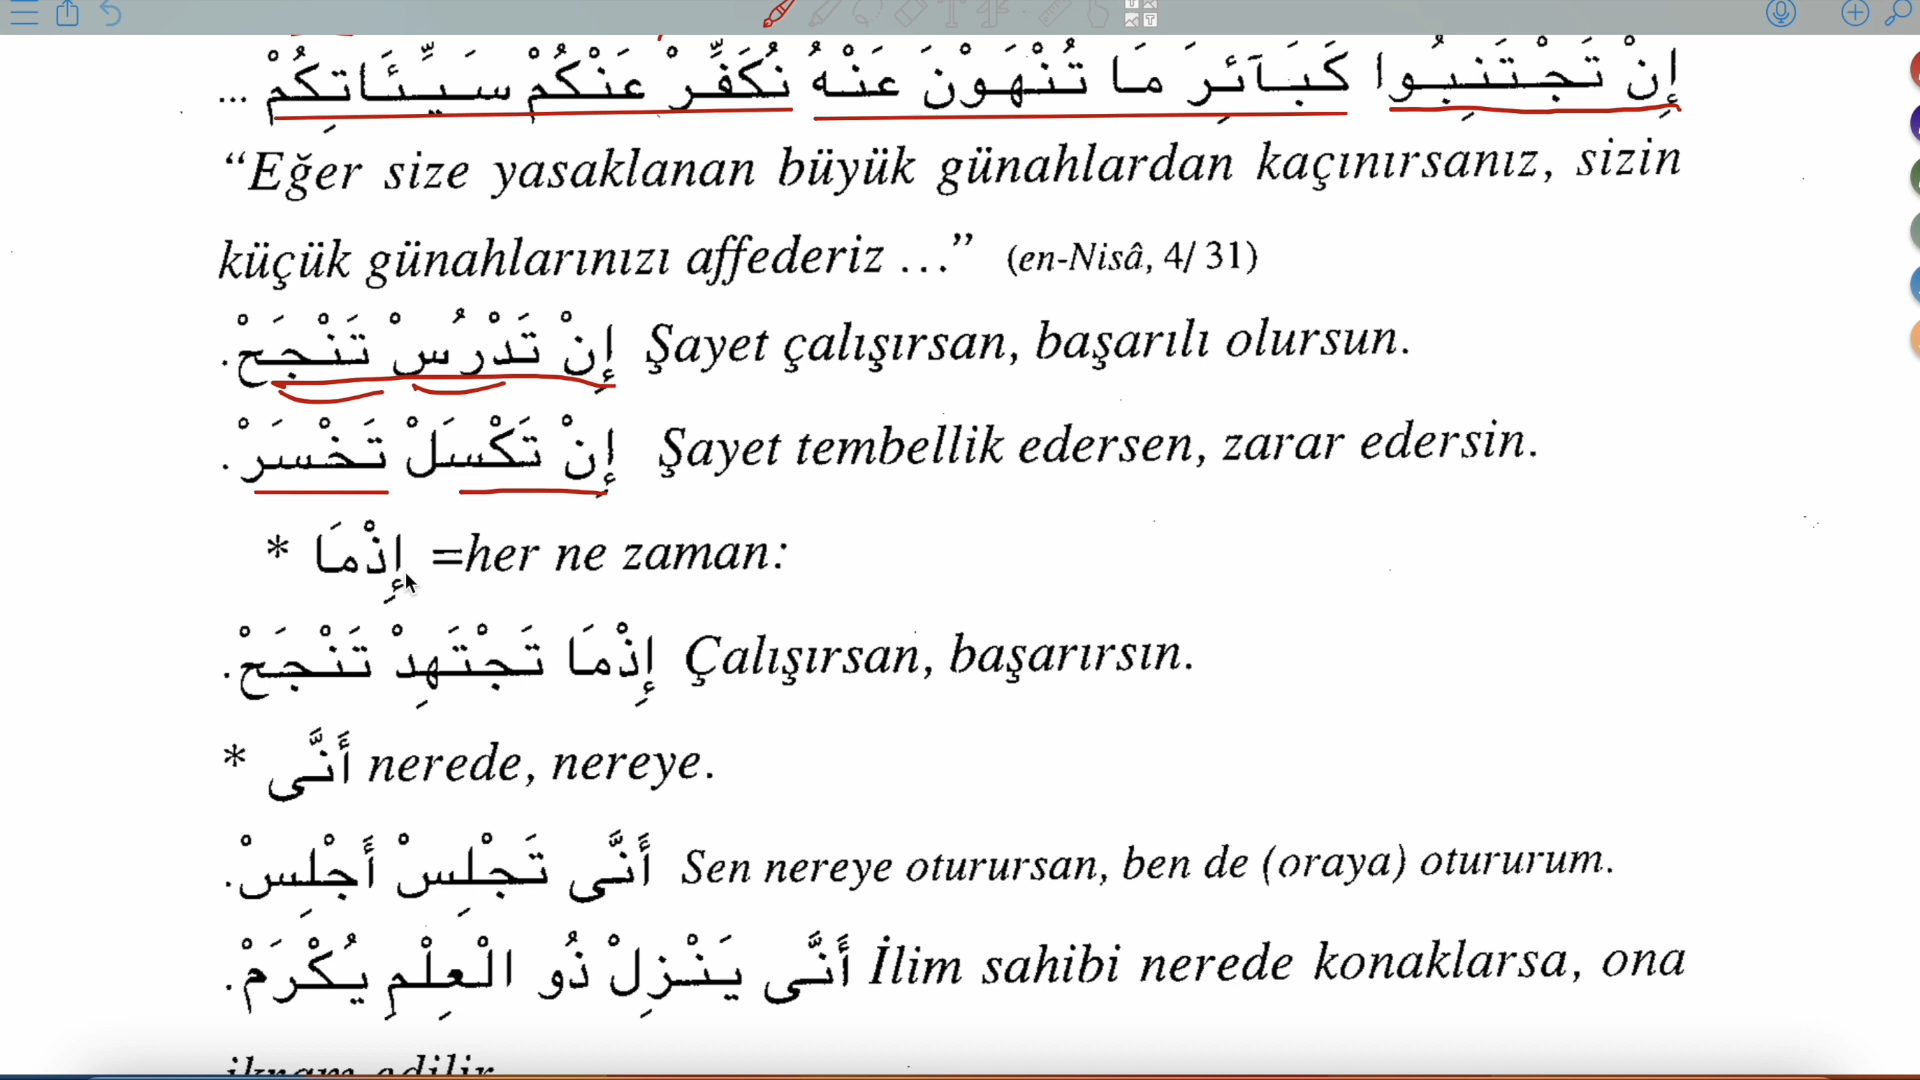 إِنْ تَجْتَنِبُوا كَبَآئِرَ مَا تُنْهَوْنَ عَنْهُ نُكَفِّرْ عَنْكُمْ سَيِّئَاتِكُمْ ...
“Eğer size yasaklanan büyük günahlardan kaçınırsanız, sizin
küçük günahlarınızı affederiz ...” (en-Nisâ, 4/ 31)
إِنْ تَدْرُسْ تَنْجَحْ. Şayet çalışırsan, başarılı olursun.
إِنْ تَكْسَلْ تَخْسَرْ. Şayet tembellik edersen, zarar edersin.
* إِذْمَا =her ne zaman:
إِذْمَا تَجْتَهِدْ تَنْجَحْ. Çalışırsan, başarırsın.
* أَنَّى nerede, nereye.
أَنَّى تَجْلِسْ أَجْلِسْ. Sen nereye oturursan, ben de (oraya) otururum.
أَنَّى يَنْزِلْ ذُو الْعِلْمِ يُكْرَمْ. İlim sahibi nerede konaklarsa, ona
ikram edilir